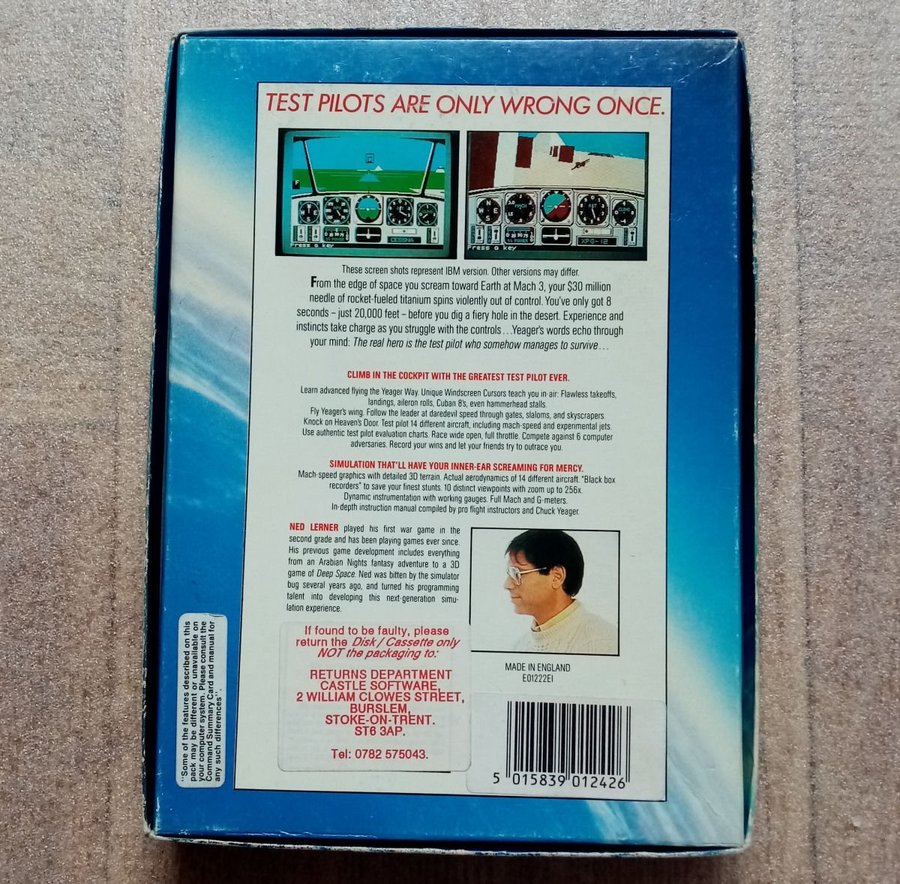 TEST PILOTS ARE ONLY WRONG ONCE.
CESSNA
Press a key
XPG-12
Press a key
These screen shots represent IBM version. Other versions may differ.
From the edge of space you scream toward Earth at Mach 3, your $30 million
needle of rocket-fueled titanium spins violently out of control. You've only got 8
seconds – just 20,000 feet – before you dig a fiery hole in the desert. Experience and
instincts take charge as you struggle with the controls...Yeager's words echo through
your mind: The real hero is the test pilot who somehow manages to survive...
CLIMB IN THE COCKPIT WITH THE GREATEST TEST PILOT EVER.
Learn advanced flying the Yeager Way. Unique Windscreen Cursors teach you in-air: Flawless takeoffs,
landings, aileron rolls, Cuban 8's, even hammerhead stalls.
Fly Yeager's wing. Follow the leader at daredevil speed through gates, slaloms, and skyscrapers.
Knock on Heaven's Door. Test pilot 14 different aircraft, including mach-speed and experimental jets.
Use authentic test pilot evaluation charts. Race wide open, full throttle. Compete against 6 computer
adversaries. Record your wins and let your friends try to outrace you.
SIMULATION THAT'LL HAVE YOUR INNER-EAR SCREAMING FOR MERCY.
Mach-speed graphics with detailed 3D terrain. Actual aerodynamics of 14 different aircraft. "Black box
recorders" to save your finest stunts. 10 distinct viewpoints with zoom up to 256x.
Dynamic instrumentation with working gauges. Full Mach and G-meters.
In-depth instruction manual compiled by pro flight instructors and Chuck Yeager.
NED LERNER played his first war game in the
second grade and has been playing games ever since.
His previous game development includes everything
from an Arabian Nights fantasy adventure to a 3D
game of Deep Space. Ned was bitten by the simulator
bug several years ago, and turned his programming
talent into developing this next-generation simu-
lation experience.
If found to be faulty, please
return the Disk / Cassette only
NOT the packaging to:
RETURNS DEPARTMENT
CASTLE SOFTWARE,
2 WILLIAM CLOWES STREET,
BURSLEM,
STOKE-ON-TRENT.
ST6 3AP.
Tel: 0782 575043.
MADE IN ENGLAND
E01222EI
5 015839 012426
"Some of the features described on this
pack may be different or unavailable on
your computer system. Please consult the
Command Summary Card and manual for
any such differences".